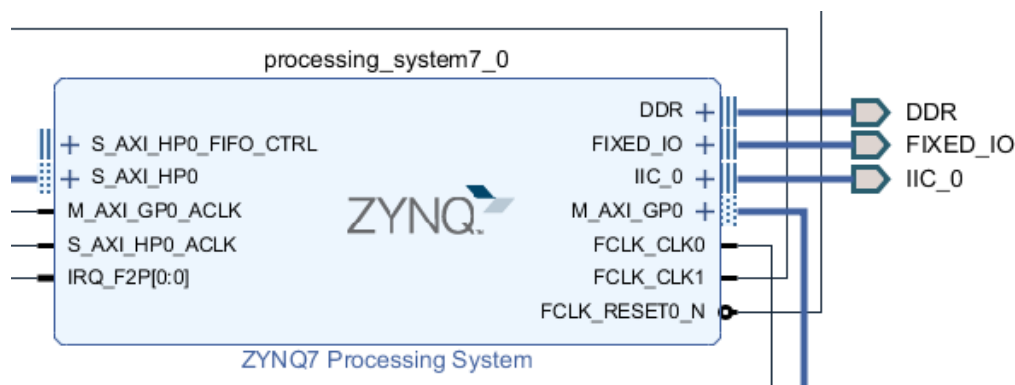 processing_system7_0
DDR
FIXED_IO
IIC_0
M_AXI_GP0
FCLK_CLK0
FCLK_CLK1
FCLK_RESET0_N
S_AXI_HP0_FIFO_CTRL
S_AXI_HP0
M_AXI_GP0_ACLK
S_AXI_HP0_ACLK
IRQ_F2P[0:0]
ZYNQ™
ZYNQ7 Processing System
DDR
FIXED_IO
IIC_0